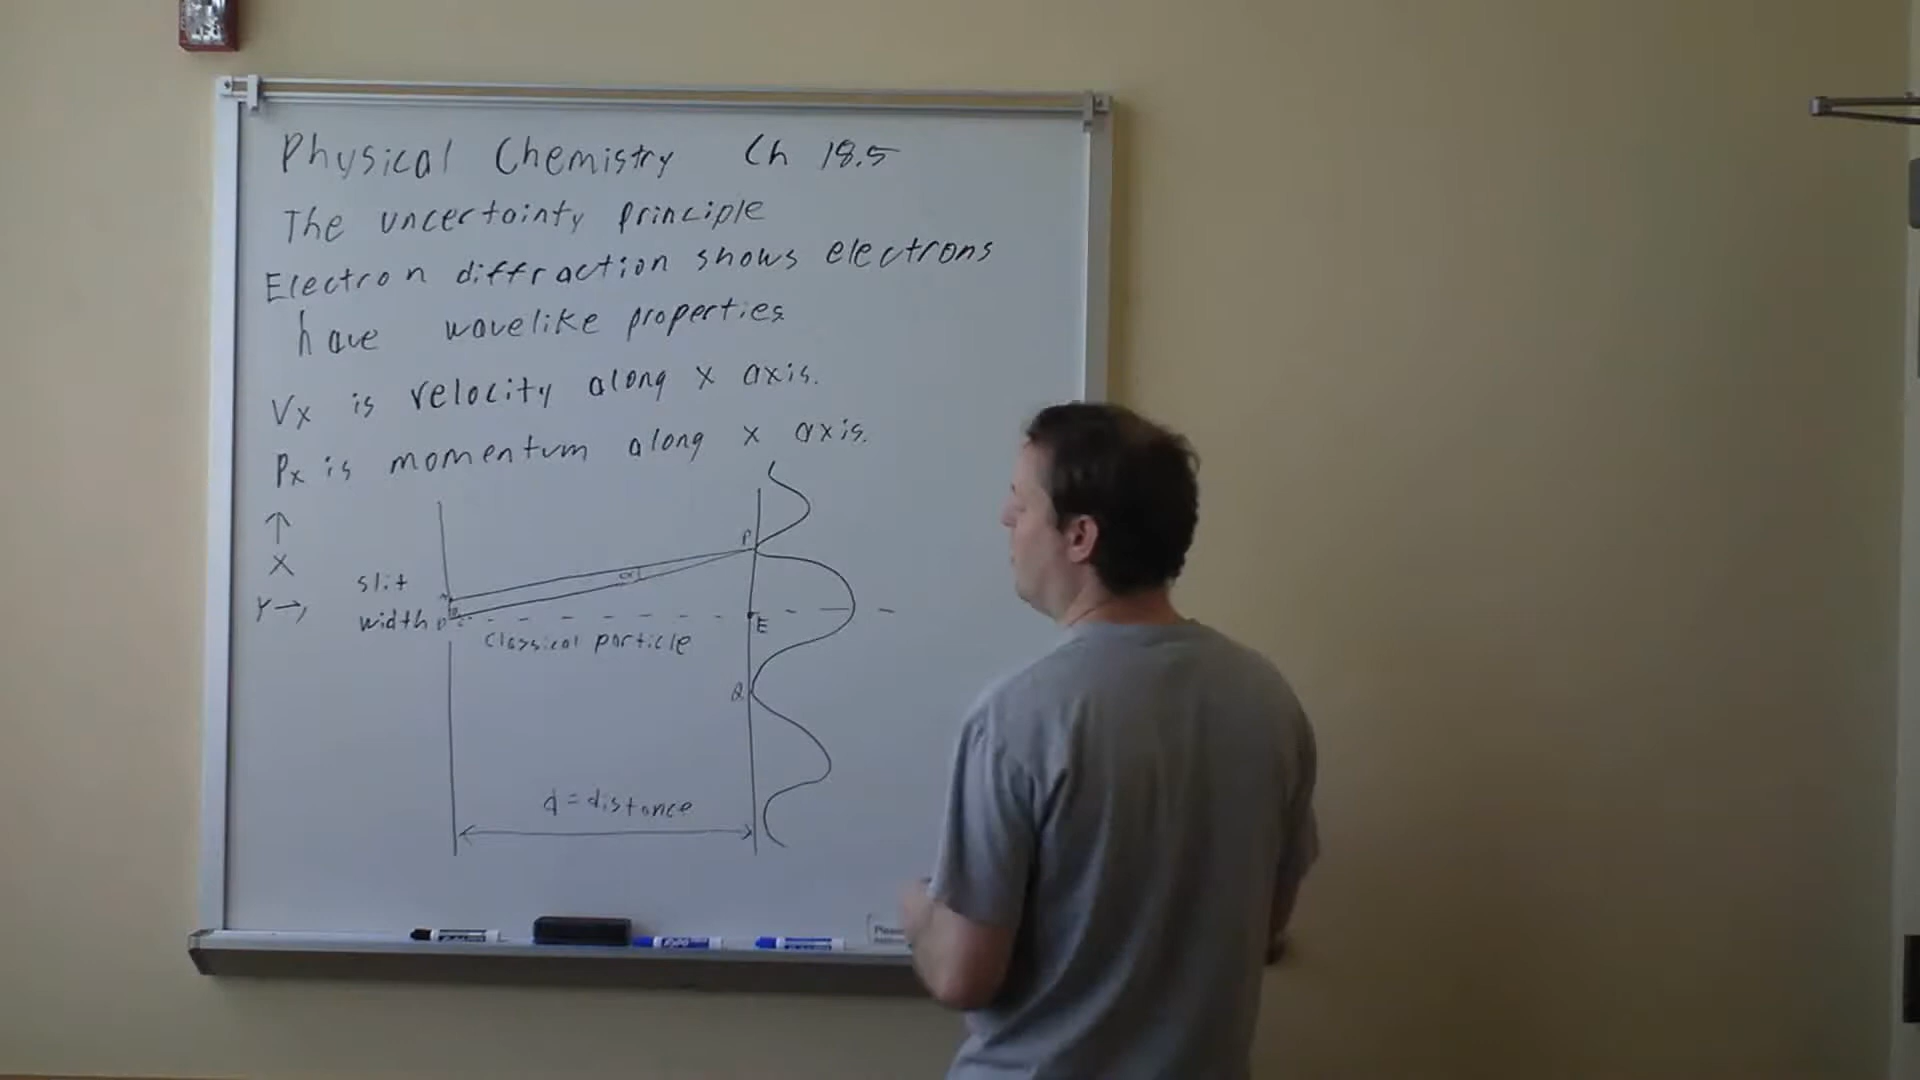 Physical Chemistry Ch 18.5
The uncertainty principle
Electron diffraction shows electrons
have wavelike properties
Vx is velocity along x axis.
Px is momentum along x axis.
↑
X
Y→
slit
width
P
α
D
E
classical particle
Q
d = distance
Please